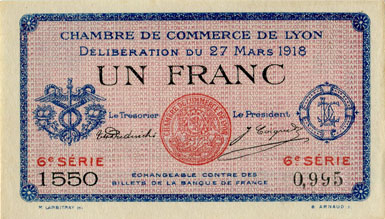 CHAMBRE DE COMMERCE DE LYON
DÉLIBÉRATION DU 27 MARS 1918
UN FRANC
Le Trésorier
Le Président
6e SÉRIE
6e SÉRIE
1550
0,995
ÉCHANGEABLE CONTRE DES
BILLETS DE LA BANQUE DE FRANCE